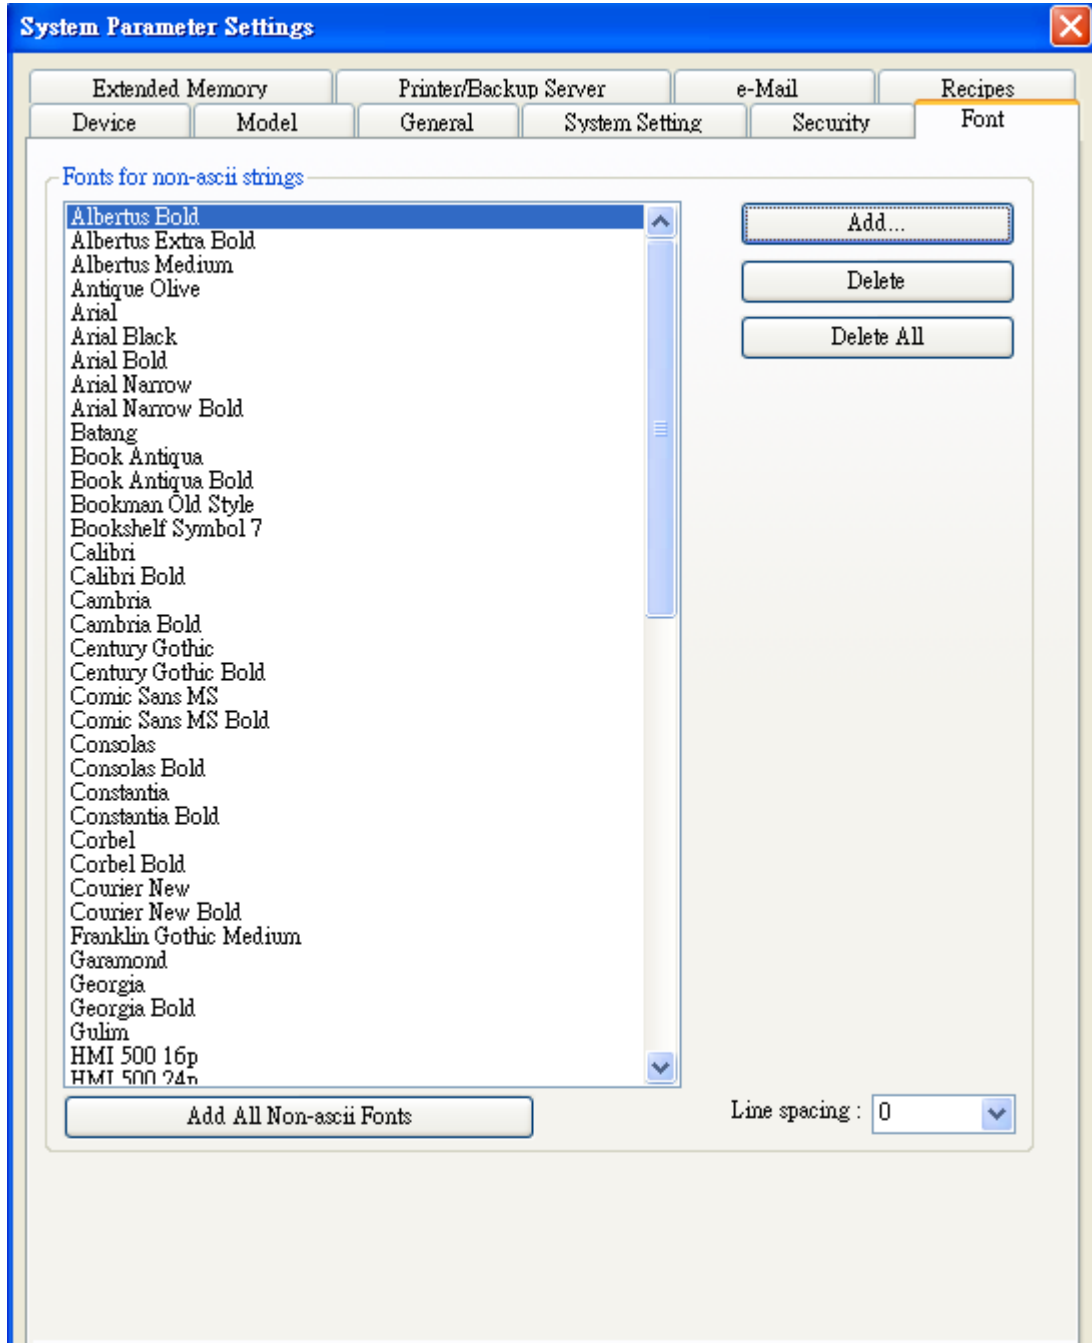 System Parameter Settings
Extended Memory Printer/Backup Server e-Mail Recipes
Device Model General System Setting Security Font
Fonts for non-ascii strings
Albertus Bold
Albertus Extra Bold
Albertus Medium
Antique Olive
Arial
Arial Black
Arial Bold
Arial Narrow
Arial Narrow Bold
Batang
Book Antiqua
Book Antiqua Bold
Bookman Old Style
Bookshelf Symbol 7
Calibri
Calibri Bold
Cambria
Cambria Bold
Century Gothic
Century Gothic Bold
Comic Sans MS
Comic Sans MS Bold
Consolas
Consolas Bold
Constantia
Constantia Bold
Corbel
Corbel Bold
Courier New
Courier New Bold
Franklin Gothic Medium
Garamond
Georgia
Georgia Bold
Gulim
HMI 500 16p
HMI 500 24p
Add...
Delete
Delete All
Add All Non-ascii Fonts
Line spacing : 0